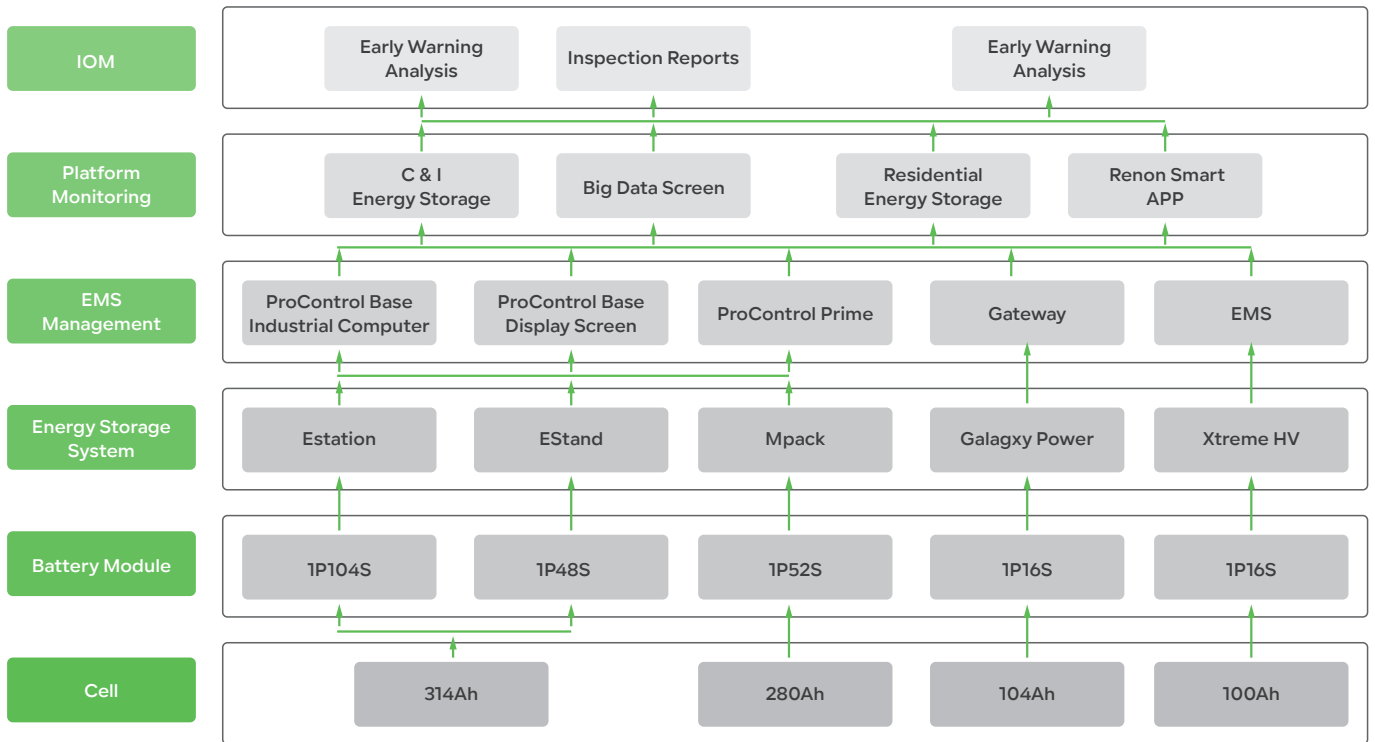 IOM
Early Warning
Analysis
Inspection Reports
Early Warning
Analysis
Platform
Monitoring
C & I
Energy Storage
Big Data Screen
Residential
Energy Storage
Renon Smart
APP
EMS
Management
ProControl Base
Industrial Computer
ProControl Base
Display Screen
ProControl Prime
Gateway
EMS
Energy Storage
System
Estation
EStand
Mpack
Galagxy Power
Xtreme HV
Battery Module
1P104S
1P48S
1P52S
1P16S
1P16S
Cell
314Ah
280Ah
104Ah
100Ah